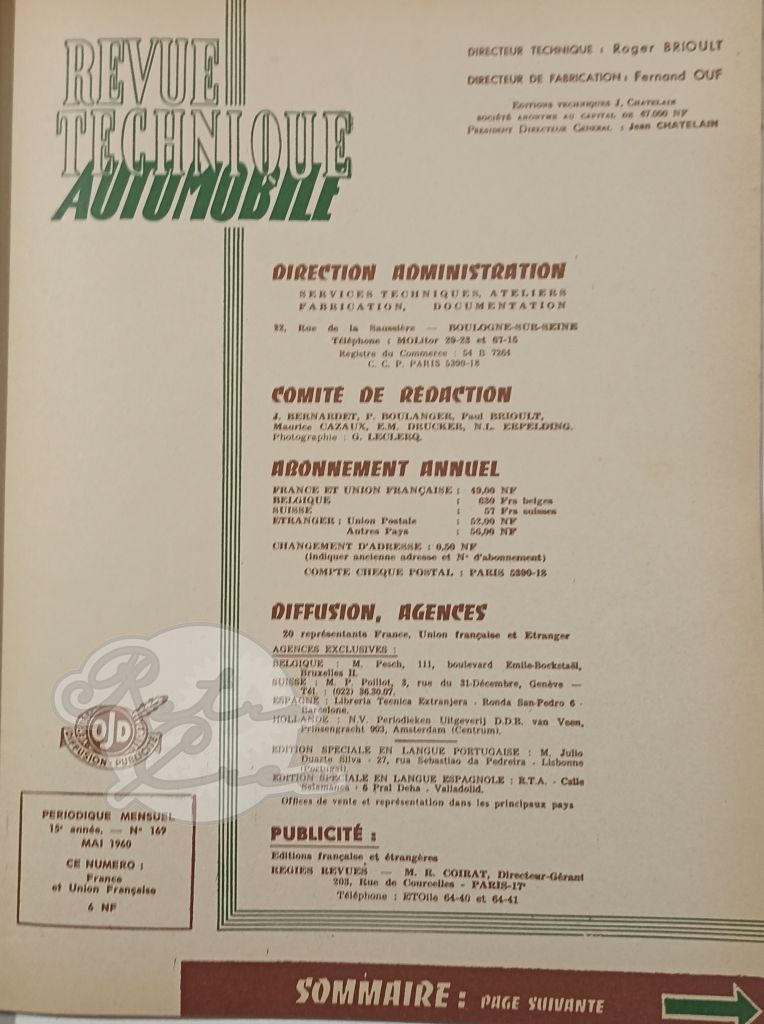 REVUE
TECHNIQUE
AUTOMOBILE
DIRECTEUR TECHNIQUE : Roger BRIOULT
DIRECTEUR DE FABRICATION : Fernand OUF
EDITIONS TECHNIQUES J. CHATELAIN
SOCIÉTÉ ANONYME AU CAPITAL DE 47.000 NF
PRESIDENT DIRECTEUR GENERAL : Jean CHATELAIN
DIRECTION ADMINISTRATION
SERVICES TECHNIQUES, ATELIERS
FABRICATION, DOCUMENTATION
22, Rue de la Saussière — BOULOGNE-SUR-SEINE
Téléphone : MOLitor 29-23 et 67-15
Registre du Commerce : 54 B 7264
C. C. P. PARIS 5390-18
COMITÉ DE RÉDACTION
J. BERNARDET, P. BOULANGER, Paul BRIOULT,
Maurice CAZAUX, E.M. DRUCKER, N.L. ERPELDING.
Photographie : G. LECLERQ.
ABONNEMENT ANNUEL
FRANCE ET UNION FRANÇAISE : 49,00 NF
BELGIQUE : 630 Frs belges
SUISSE : 57 Frs suisses
ETRANGER : Union Postale : 52,00 NF
Autres Pays : 56,00 NF
CHANGEMENT D'ADRESSE : 0,50 NF
(Indiquer ancienne adresse et N° d'abonnement)
COMPTE CHEQUE POSTAL : PARIS 5390-18
DIFFUSION, AGENCES
20 représentants France, Union française et Etranger
AGENCES EXCLUSIVES :
BELGIQUE : M. Pesch, 111, boulevard Emile-Bockstaël,
Bruxelles II.
SUISSE : M. P. Poillot, 3, rue du 31-Décembre, Genève —
Tél. : (022) 36.30.07.
ESPAGNE : Libreria Tecnica Extranjera - Ronda San-Pedro 6 -
Barcelone.
HOLLANDE : N.V. Periodieken Uitgeverij D.D.B. van Veen,
Prinsengracht 993, Amsterdam (Centrum).
EDITION SPECIALE EN LANGUE PORTUGAISE : M. Julio
Duarte Silva - 27, rua Sebastiao da Pedreira - Lisbonne
(Portugal).
EDITION SPECIALE EN LANGUE ESPAGNOLE : R.T.A. - Calle
Salamanca - 6 Pral Deha - Valladolid.
Offices de vente et représentation dans les principaux pays
PUBLICITÉ :
Editions française et étrangères
REGIES REVUES — M. R. COIRAT, Directeur-Gérant
203, Rue de Courcelles - PARIS-17e
Téléphone : ETOile 64-40 et 64-41
Retro
OJD
DIFFUSION PUBLICITE
PERIODIQUE MENSUEL
15e année. — N° 169
MAI 1960
CE NUMERO :
France
et Union Française
6 NF
SOMMAIRE : PAGE SUIVANTE